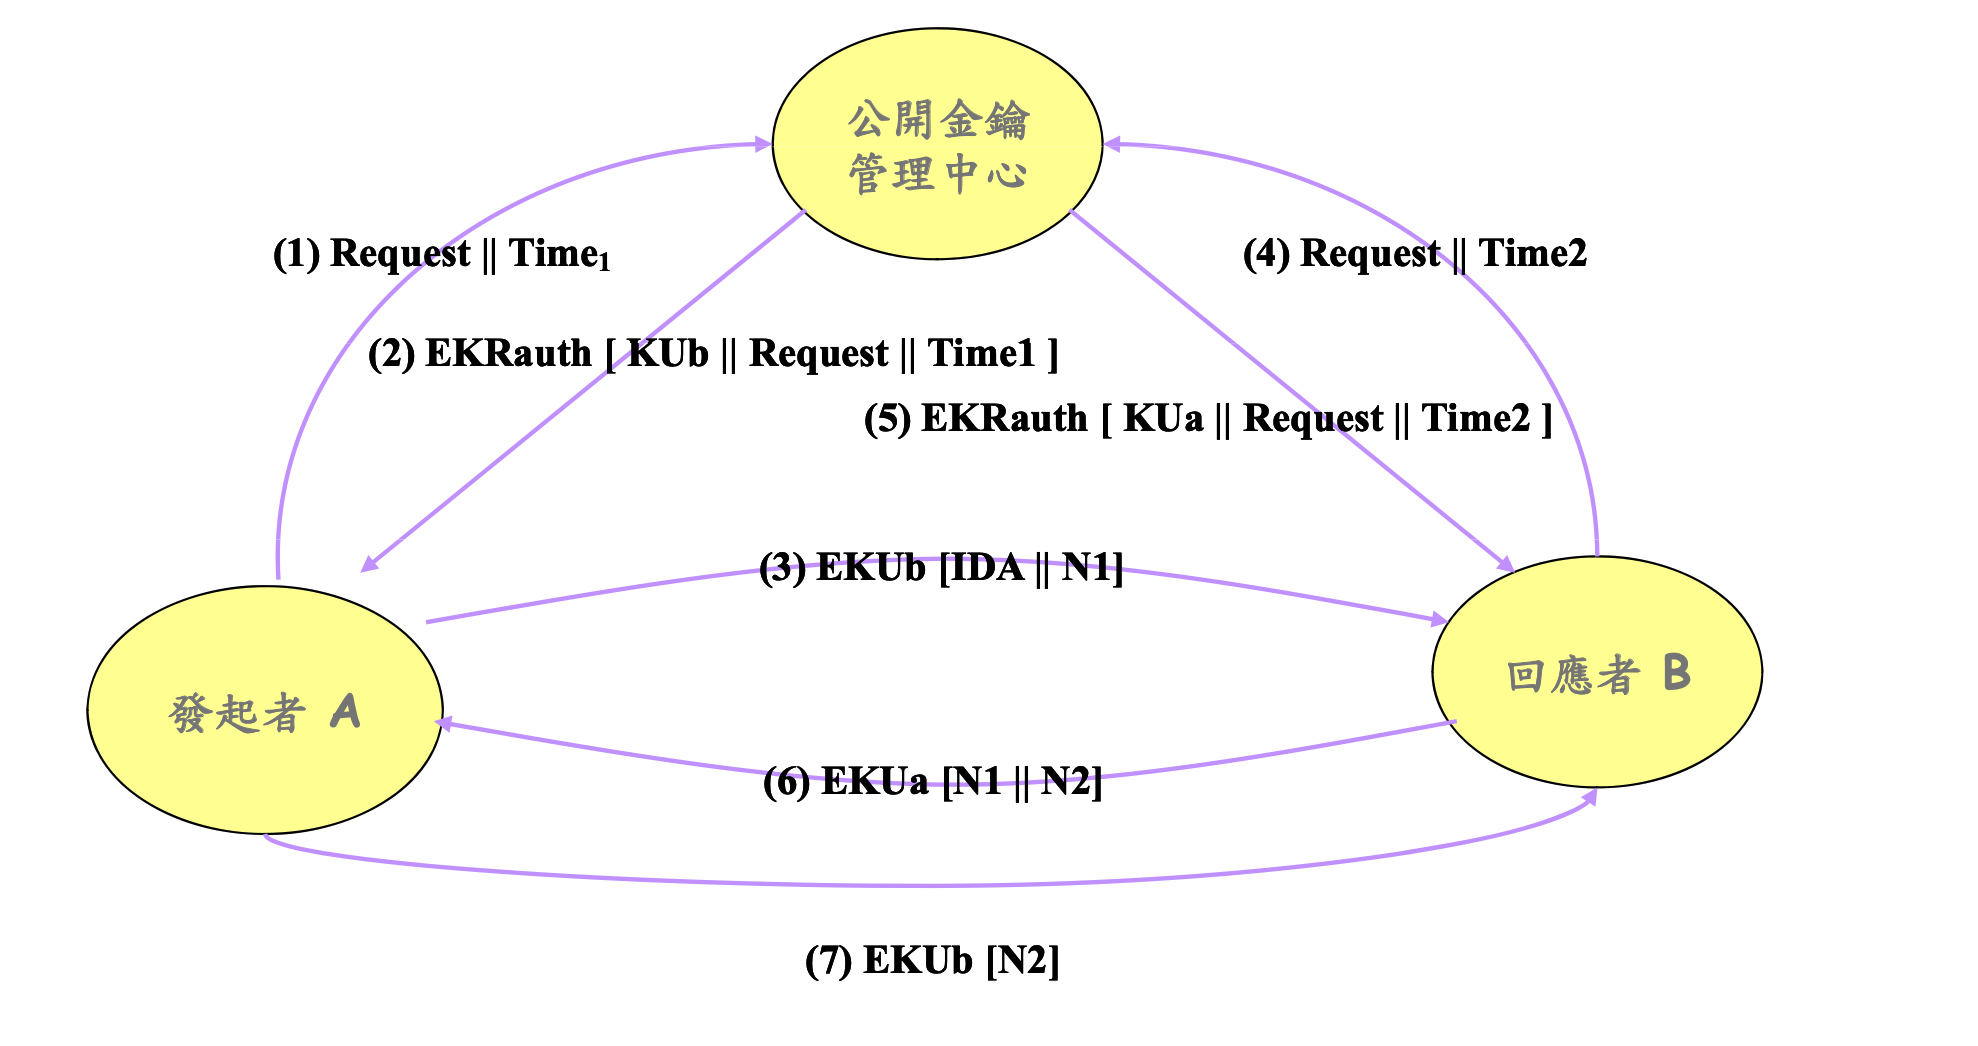 公開金鑰
管理中心
(1) Request || Time₁
(4) Request || Time2
(2) EKRauth [ KUb || Request || Time1 ]
(5) EKRauth [ KUa || Request || Time2 ]
(3) EKUb [IDA || N1]
發起者 A
回應者 B
(6) EKUa [N1 || N2]
(7) EKUb [N2]